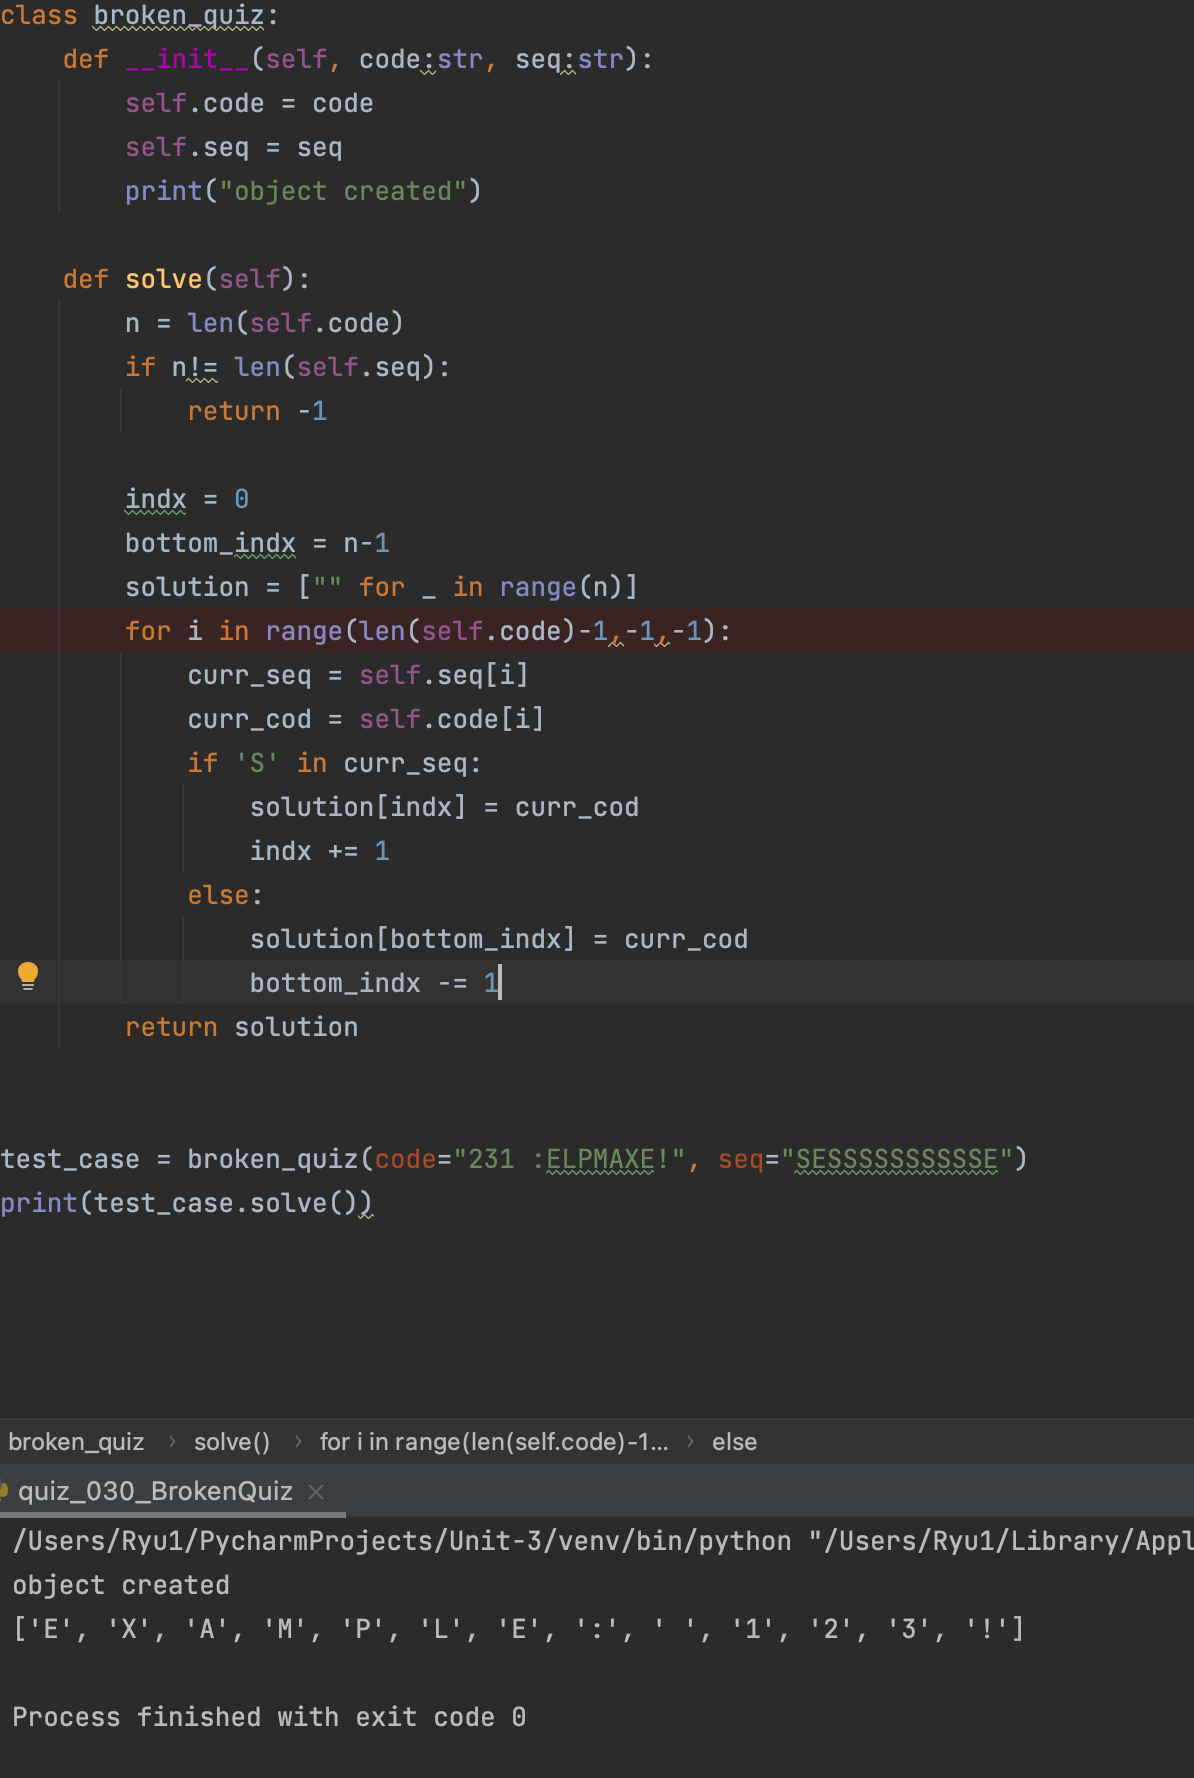 class broken_quiz:
    def __init__(self, code:str, seq:str):
        self.code = code
        self.seq = seq
        print("object created")

    def solve(self):
        n = len(self.code)
        if n!= len(self.seq):
            return -1

        indx = 0
        bottom_indx = n-1
        solution = ["" for _ in range(n)]
        for i in range(len(self.code)-1,-1,-1):
            curr_seq = self.seq[i]
            curr_cod = self.code[i]
            if 'S' in curr_seq:
                solution[indx] = curr_cod
                indx += 1
            else:
                solution[bottom_indx] = curr_cod
                bottom_indx -= 1
        return solution

test_case = broken_quiz(code="231 :ELPMAXE!", seq="SESSSSSSSSSSE")
print(test_case.solve())

broken_quiz › solve() › for i in range(len(self.code)-1... › else
quiz_030_BrokenQuiz ×
/Users/Ryu1/PycharmProjects/Unit-3/venv/bin/python "/Users/Ryu1/Library/Appl
object created
['E', 'X', 'A', 'M', 'P', 'L', 'E', ':', ' ', '1', '2', '3', '!']

Process finished with exit code 0